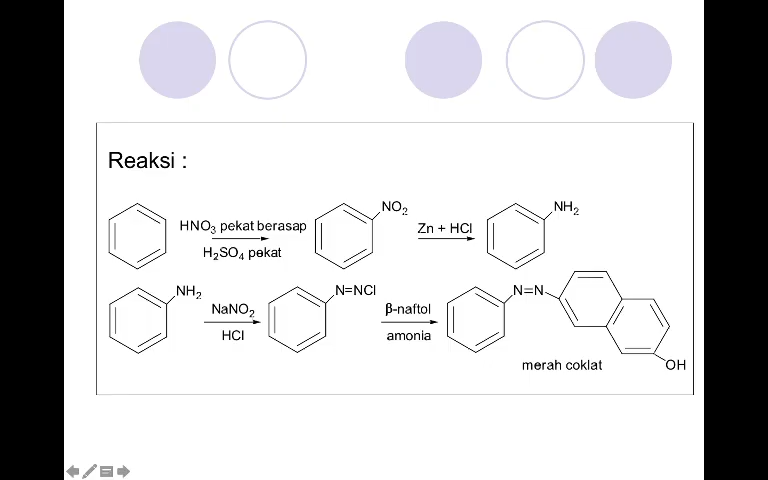 Reaksi :
NO₂
NH₂
HNO₃ pekat berasap
Zn + HCl
H₂SO₄ pekat
NH₂
N=NCl
N=N
NaNO₂
β-naftol
HCl
amonia
merah coklat
OH